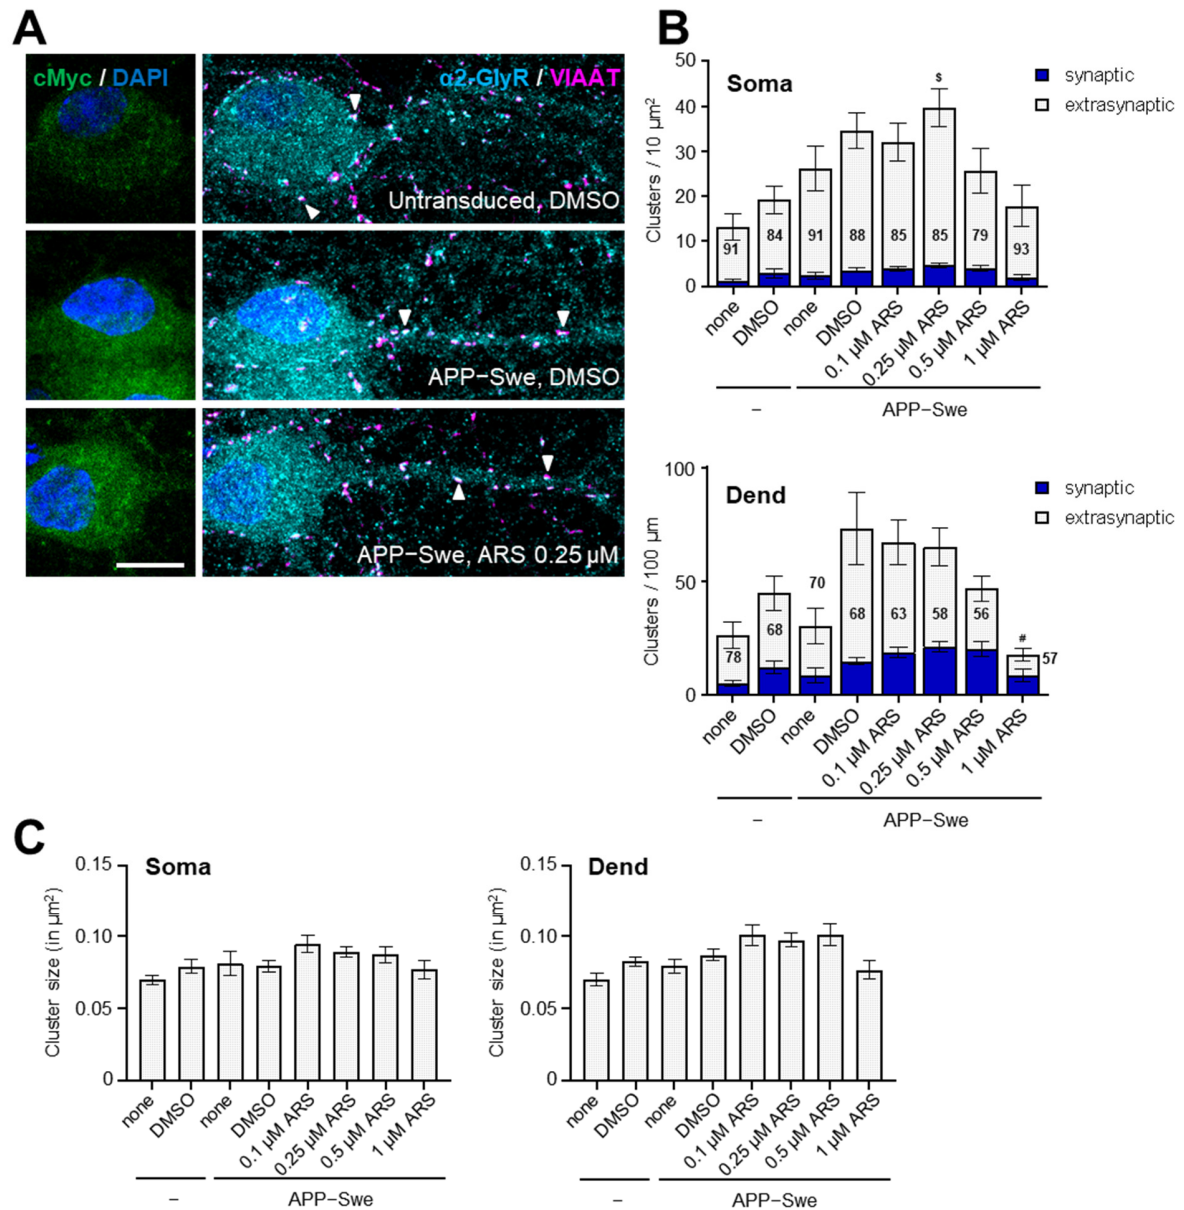 A
cMyc / DAPI
α2-GlyR / VIAAT
Untransduced, DMSO
APP−Swe, DMSO
APP−Swe, ARS 0.25 µM
B
Soma
synaptic
extrasynaptic
Clusters / 10 µm²
50
40
30
20
10
0
$
91
84
91
88
85
85
79
93
none
DMSO
none
DMSO
0.1 µM ARS
0.25 µM ARS
0.5 µM ARS
1 µM ARS
–
APP−Swe
Dend
synaptic
extrasynaptic
Clusters / 100 µm
100
50
0
78
68
70
68
63
58
56
#
57
none
DMSO
none
DMSO
0.1 µM ARS
0.25 µM ARS
0.5 µM ARS
1 µM ARS
–
APP−Swe
C
Soma
Cluster size (in µm²)
0.15
0.10
0.05
0
none
DMSO
none
DMSO
0.1 µM ARS
0.25 µM ARS
0.5 µM ARS
1 µM ARS
–
APP−Swe
Dend
Cluster size (in µm²)
0.15
0.10
0.05
0
none
DMSO
none
DMSO
0.1 µM ARS
0.25 µM ARS
0.5 µM ARS
1 µM ARS
–
APP−Swe